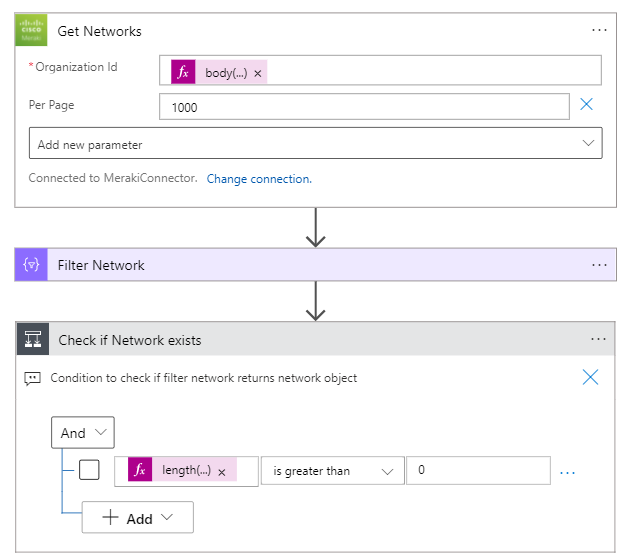 CISCO
Meraki
Get Networks
* Organization Id
fx body(...) ×
Per Page
1000
Add new parameter
Connected to MerakiConnector. Change connection.
Filter Network
Check if Network exists
Condition to check if filter network returns network object
And
fx length(...) × is greater than 0
+ Add